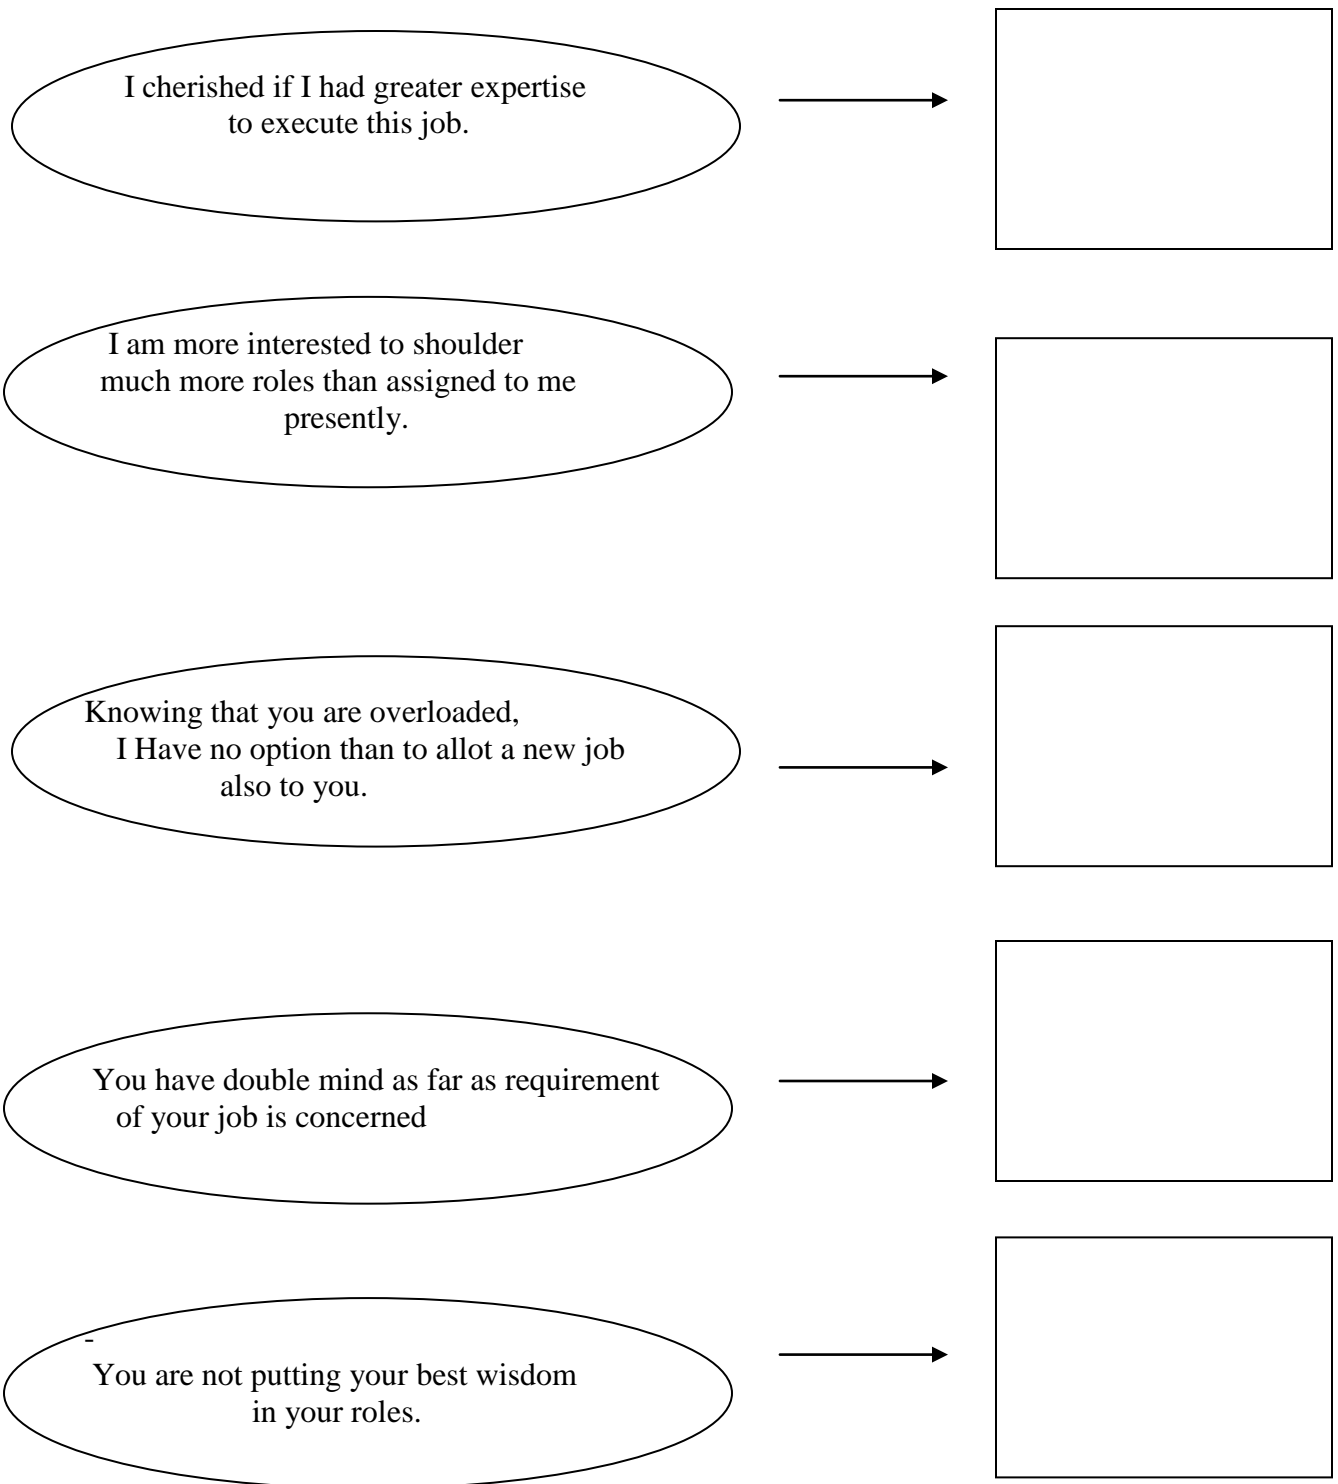 I cherished if I had greater expertise
to execute this job.
I am more interested to shoulder
much more roles than assigned to me
presently.
Knowing that you are overloaded,
I Have no option than to allot a new job
also to you.
You have double mind as far as requirement
of your job is concerned
-
You are not putting your best wisdom
in your roles.